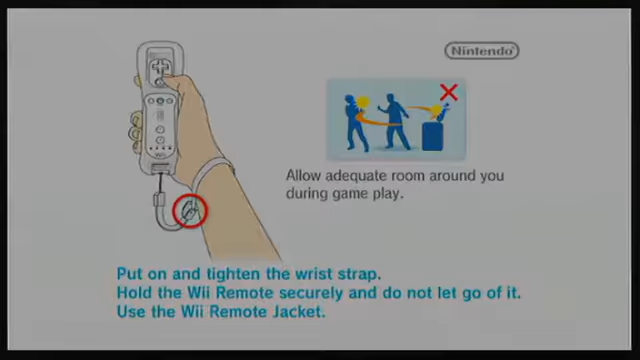 Nintendo
Allow adequate room around you
during game play.
Put on and tighten the wrist strap.
Hold the Wii Remote securely and do not let go of it.
Use the Wii Remote Jacket.